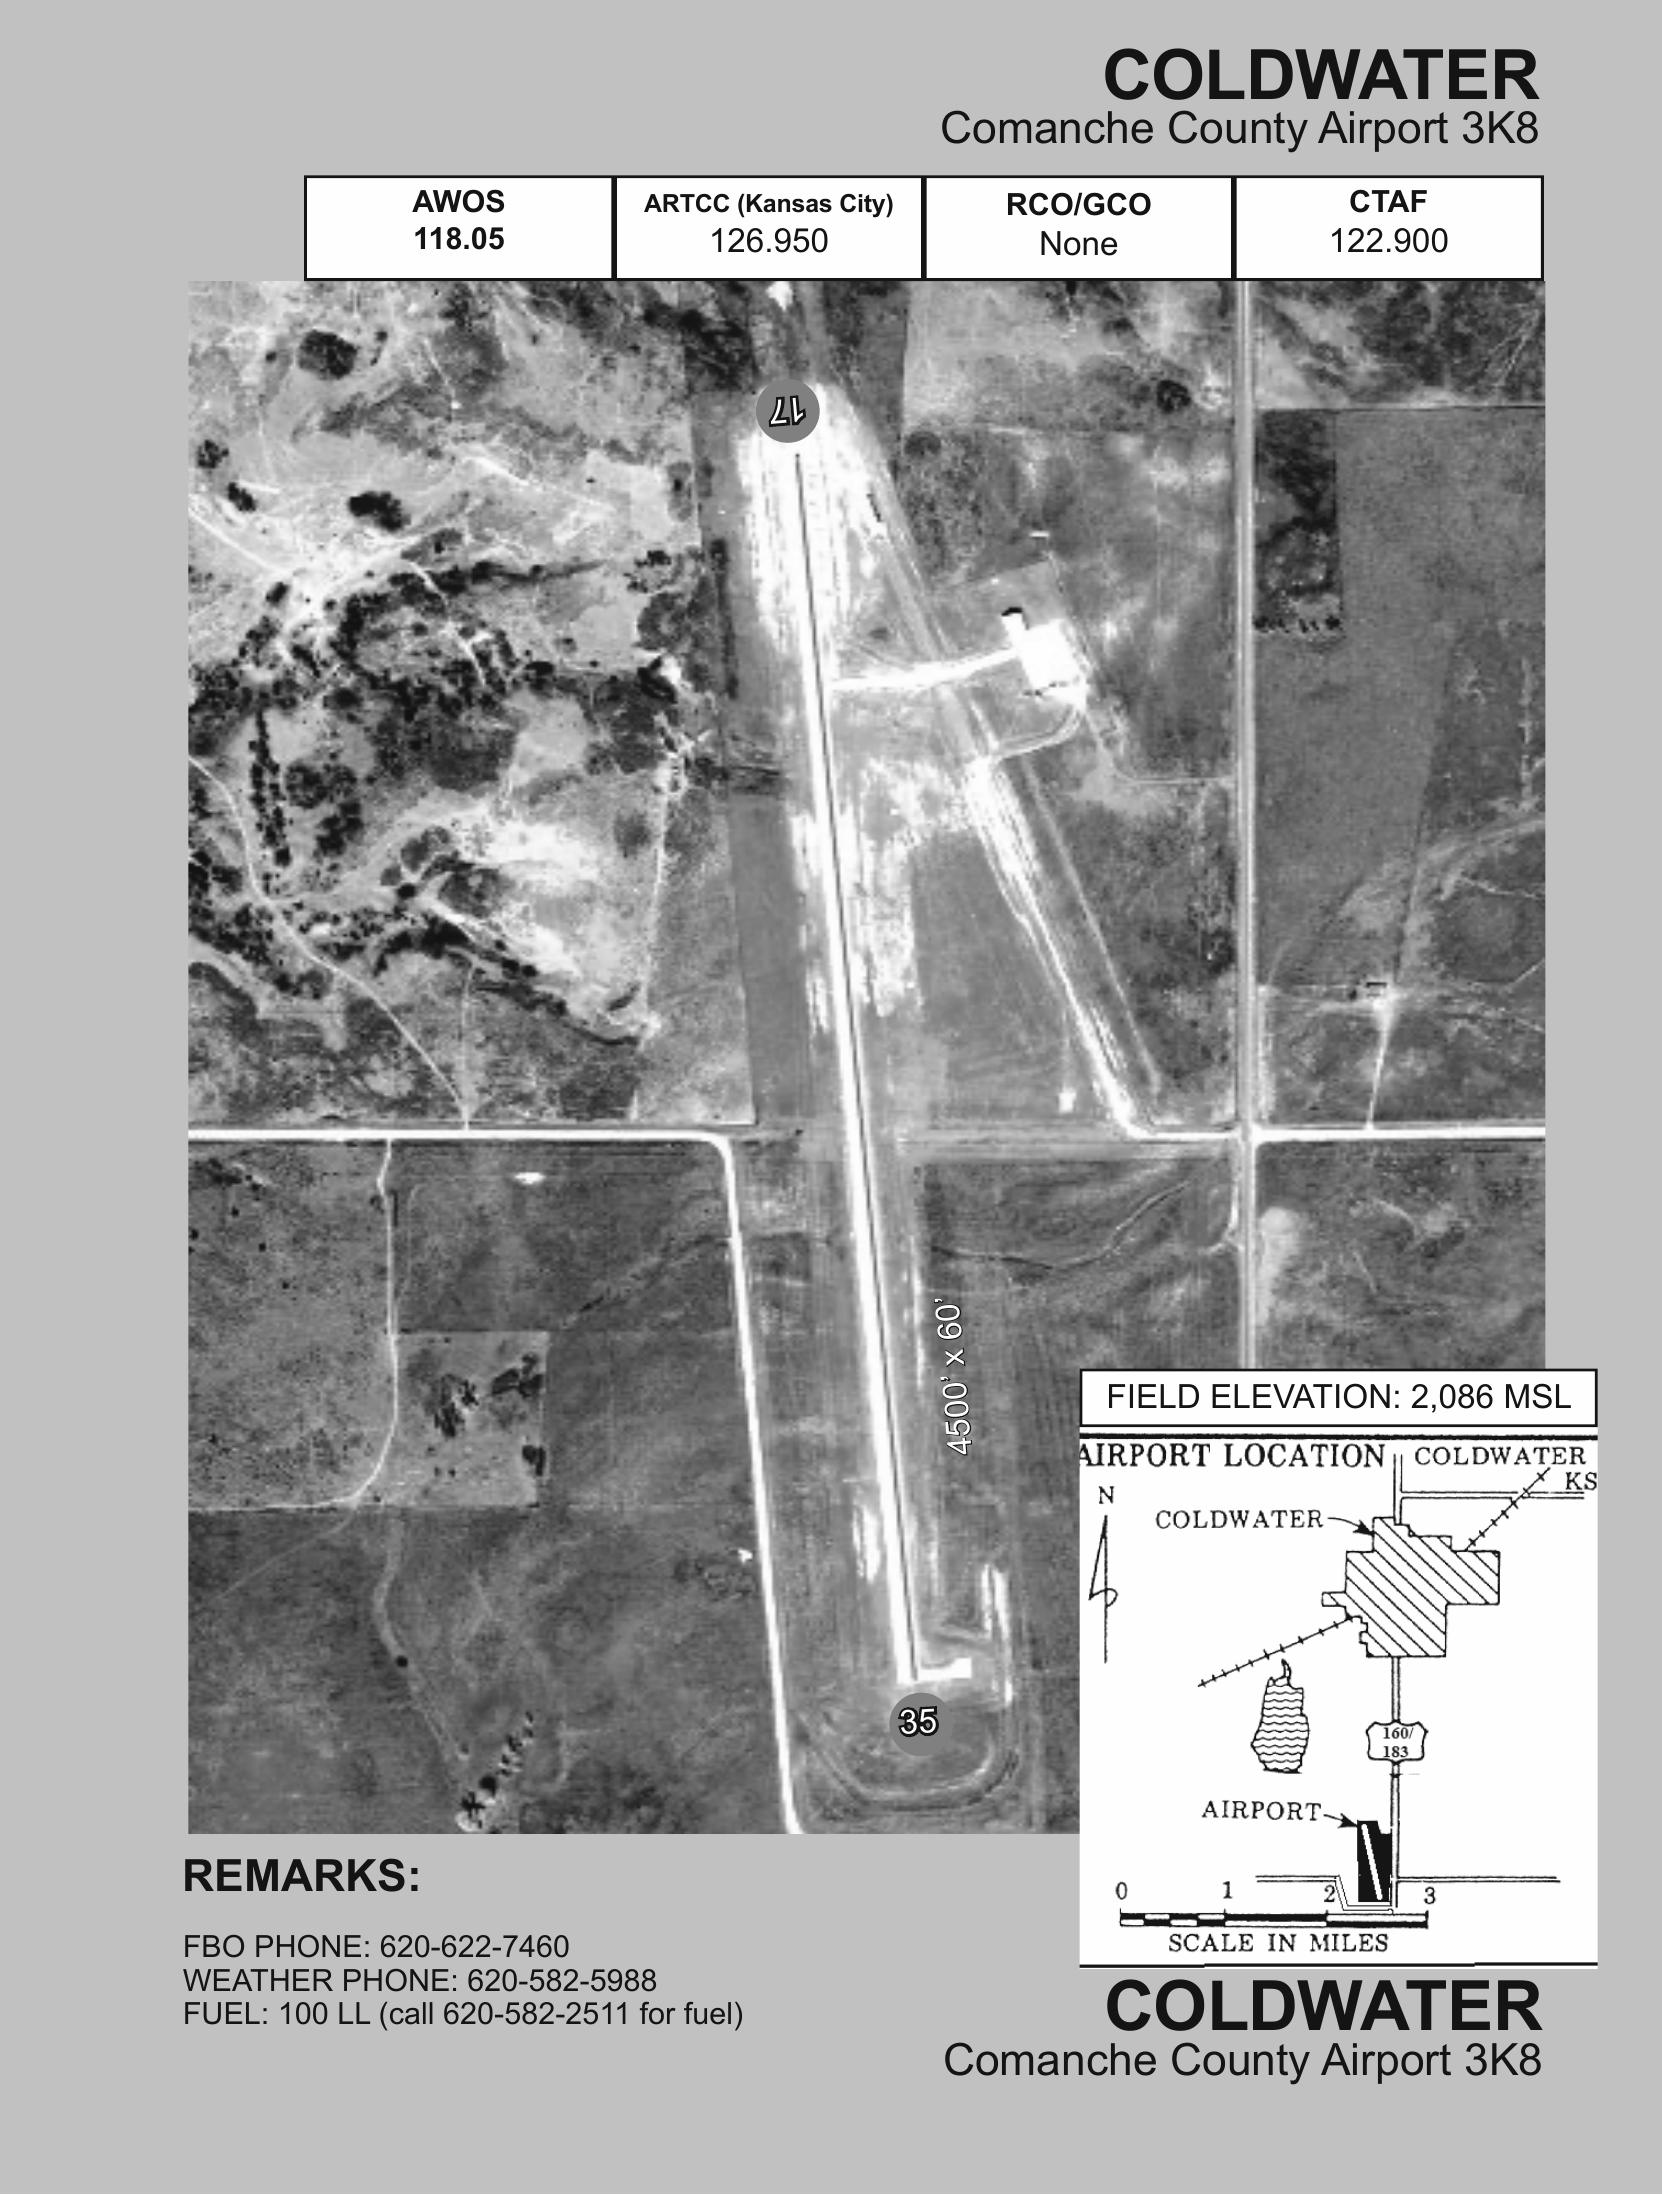 COLDWATER
Comanche County Airport 3K8
AWOS
118.05
ARTCC (Kansas City)
126.950
RCO/GCO
None
CTAF
122.900
17
4500' x 60'
35
FIELD ELEVATION: 2,086 MSL
AIRPORT LOCATION
COLDWATER
KS
N
COLDWATER
160/
183
AIRPORT
0 1 2 3
SCALE IN MILES
REMARKS:
FBO PHONE: 620-622-7460
WEATHER PHONE: 620-582-5988
FUEL: 100 LL (call 620-582-2511 for fuel)
COLDWATER
Comanche County Airport 3K8